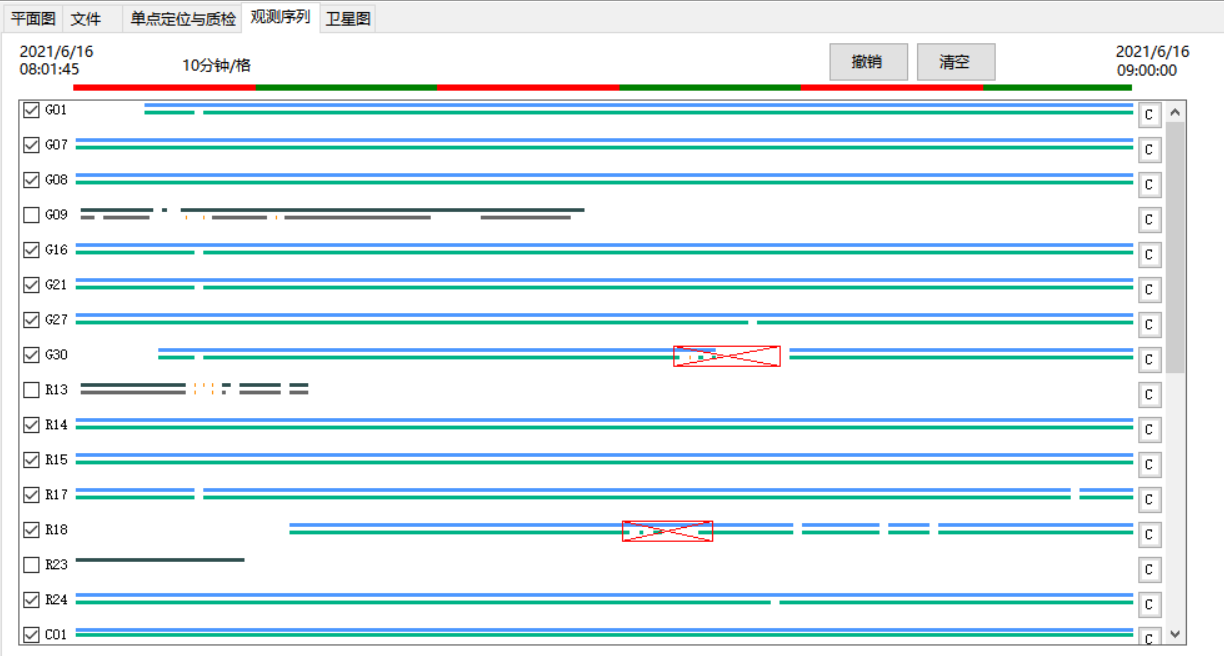 平面图 文件 单点定位与质检 观测序列 卫星图
2021/6/16
08:01:45
10分钟/格
撤销 清空
2021/6/16
09:00:00
G01 C
G07 C
G08 C
G09 C
G16 C
G21 C
G27 C
G30 C
R13 C
R14 C
R15 C
R17 C
R18 C
R23 C
R24 C
C01 C